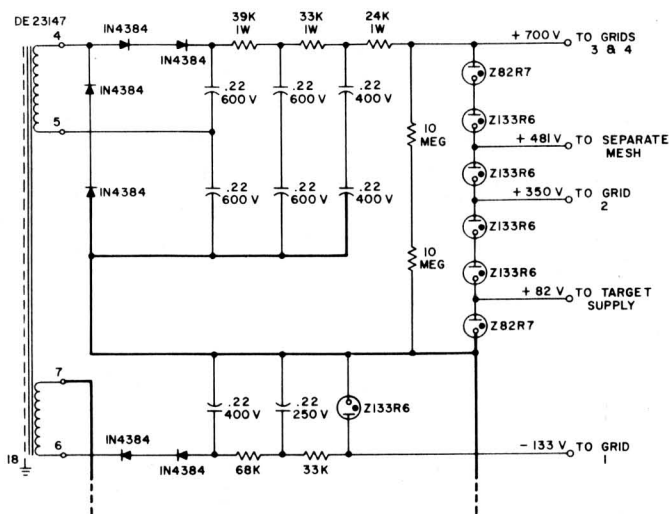 DE 23147
4
IN4384
IN4384
39K
1W
33K
1W
24K
1W
+ 700 V
TO GRIDS
3 & 4
IN4384
.22
600 V
.22
600 V
.22
400 V
Z82R7
5
10
MEG
Z133R6
+ 481 V
TO SEPARATE
MESH
Z133R6
IN4384
.22
600 V
.22
600 V
.22
400 V
+ 350 V
TO GRID
2
Z133R6
10
MEG
Z133R6
+ 82 V
TO TARGET
SUPPLY
Z82R7
7
.22
400 V
.22
250 V
Z133R6
6
IN4384
IN4384
68K
33K
- 133 V
TO GRID
1
18